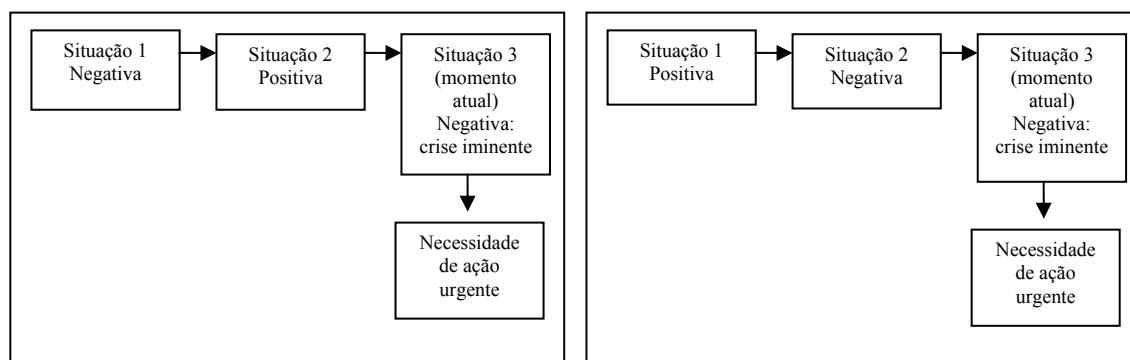 Situação 1
Negativa
Situação 2
Positiva
Situação 3
(momento
atual)
Negativa:
crise iminente
Necessidade
de ação
urgente
Situação 1
Positiva
Situação 2
Negativa
Situação 3
(momento
atual)
Negativa:
crise iminente
Necessidade
de ação
urgente